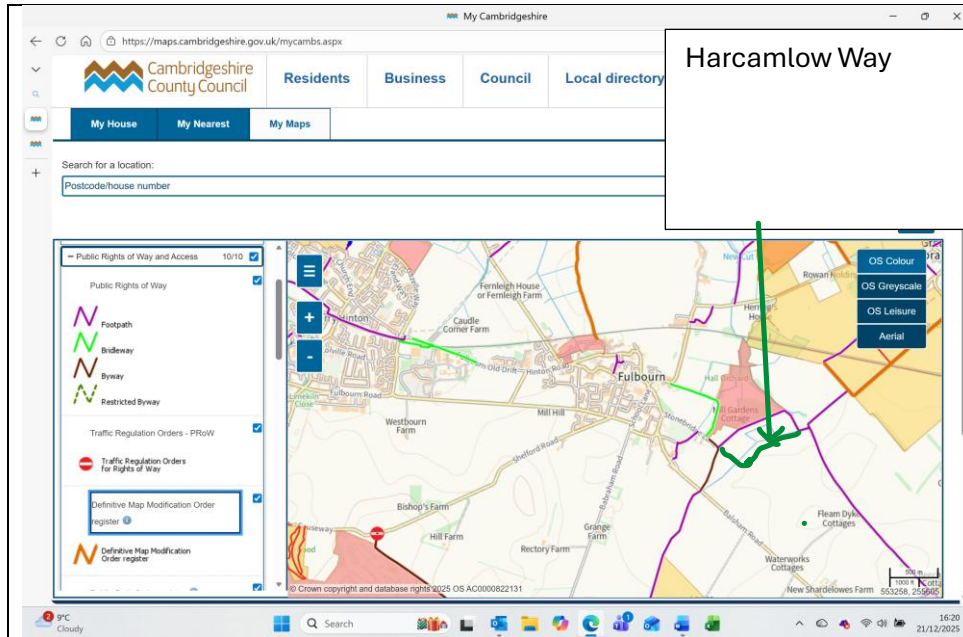 My Cambridgeshire
https://maps.cambridgeshire.gov.uk/mycambs.aspx
Harcamlow Way
Cambridgeshire
County Council
Residents
Business
Council
Local directory
My House
My Nearest
My Maps
Search for a location:
Postcode/house number
Public Rights of Way and Access 10/10
Public Rights of Way
Footpath
Bridleway
Byway
Restricted Byway
Traffic Regulation Orders - PRoW
Traffic Regulation Orders
for Rights of Way
Definitive Map Modification Order
register
Definitive Map Modification
Order register
OS Colour
OS Greyscale
OS Leisure
Aerial
New Cut
Fernleigh House
or Fernleigh Farm
Caudle
Corner Farm
Old Drift
Hinton Road
Fulbourn
Fulbourn Road
Westbourn
Farm
Mill Hill
Shelford Road
Stonebridge
School Lane
Babraham Road
Balsham Road
Bishop's Farm
Hill Farm
Grange
Farm
Rectory Farm
Fleam Dyke
Cottages
Waterworks
Cottages
New Shardelowes Farm
500 m
1000 ft
553258, 255605
© Crown copyright and database rights 2025 OS AC0000822131
9°C
Cloudy
Search
16:20
21/12/2025